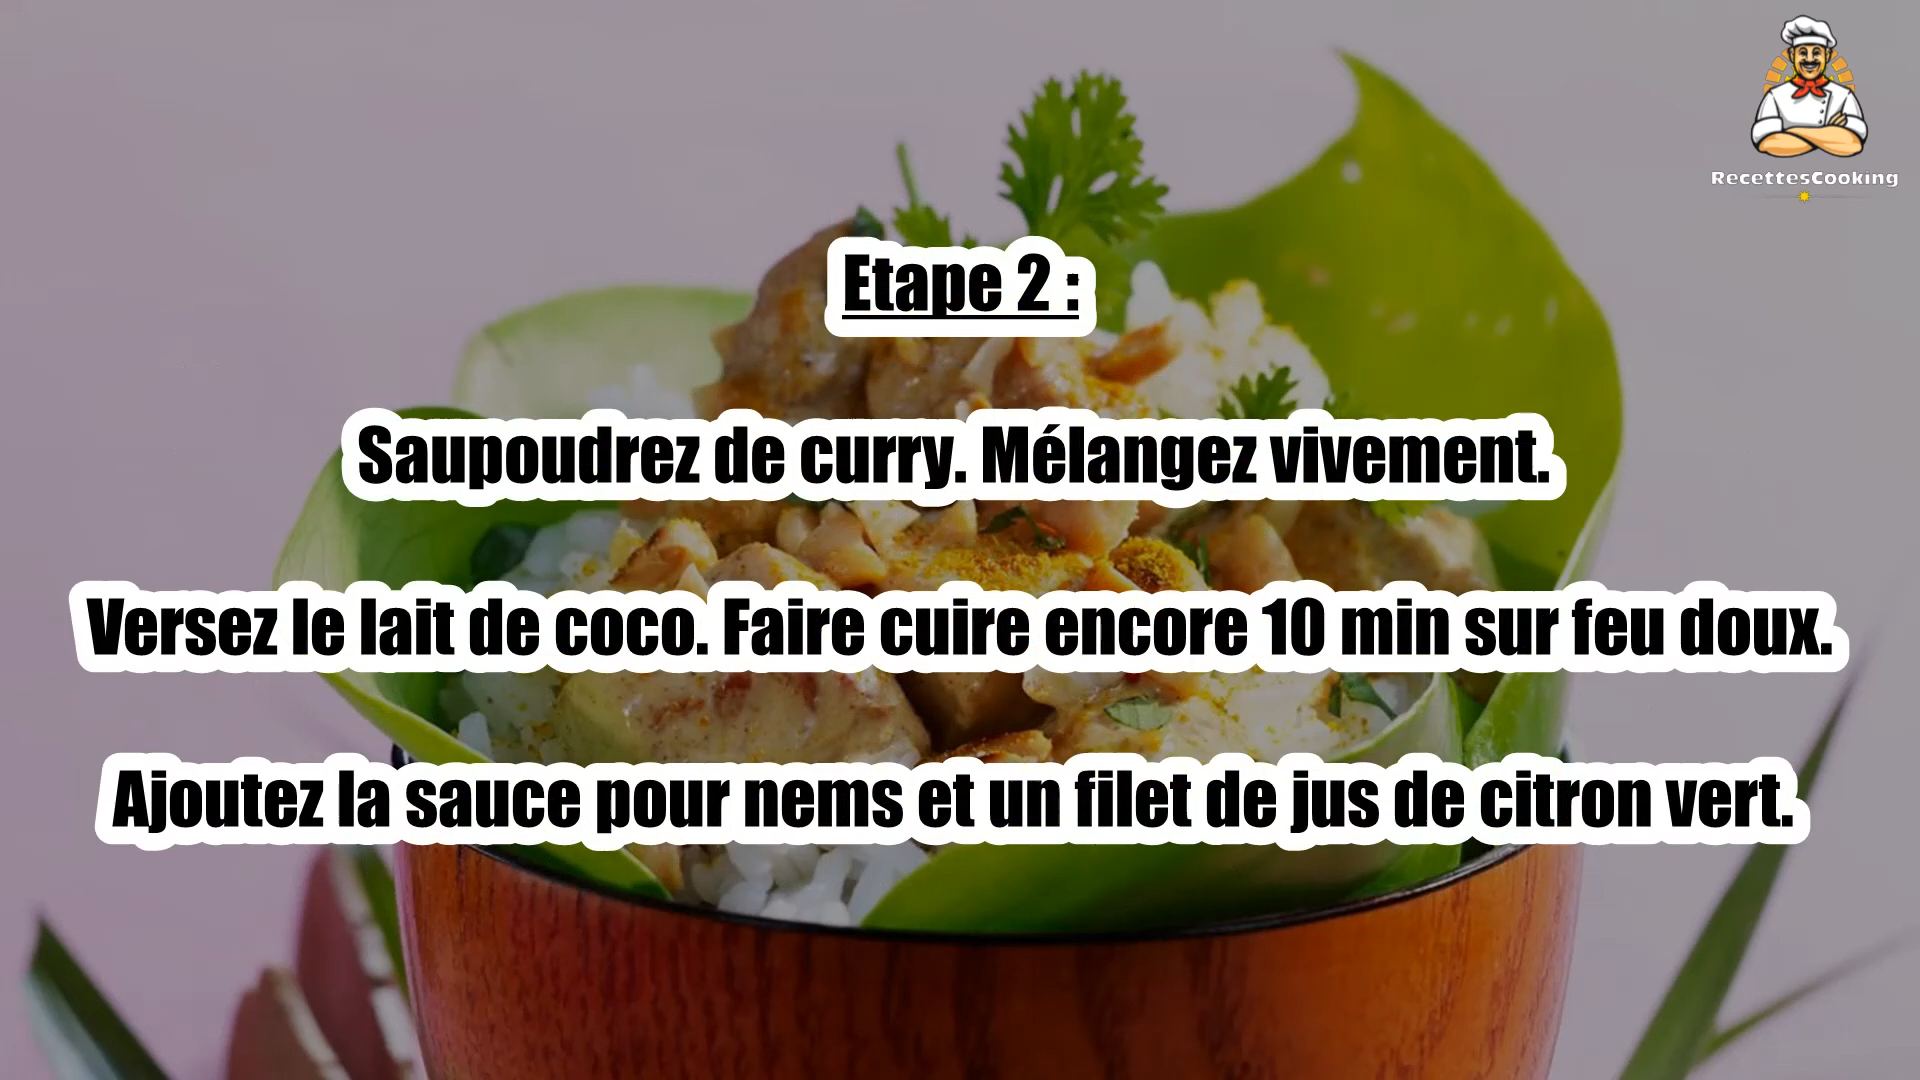 RecettesCooking
Etape 2 :
Saupoudrez de curry. Mélangez vivement.
Versez le lait de coco. Faire cuire encore 10 min sur feu doux.
Ajoutez la sauce pour nems et un filet de jus de citron vert.